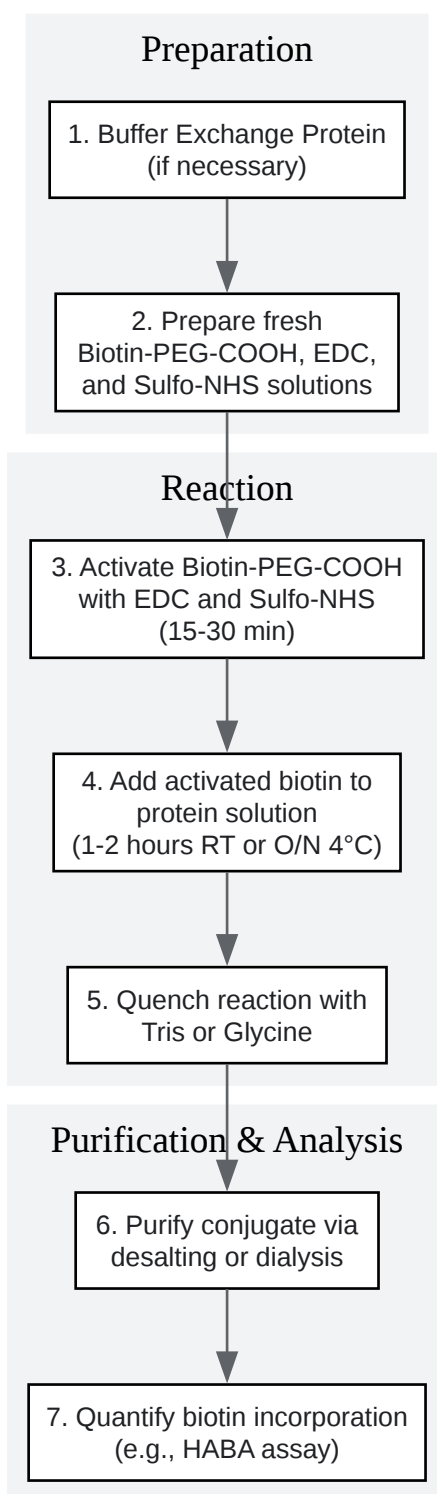 Preparation
1. Buffer Exchange Protein
(if necessary)
2. Prepare fresh
Biotin-PEG-COOH, EDC,
and Sulfo-NHS solutions
Reaction
3. Activate Biotin-PEG-COOH
with EDC and Sulfo-NHS
(15-30 min)
4. Add activated biotin to
protein solution
(1-2 hours RT or O/N 4°C)
5. Quench reaction with
Tris or Glycine
Purification & Analysis
6. Purify conjugate via
desalting or dialysis
7. Quantify biotin incorporation
(e.g., HABA assay)